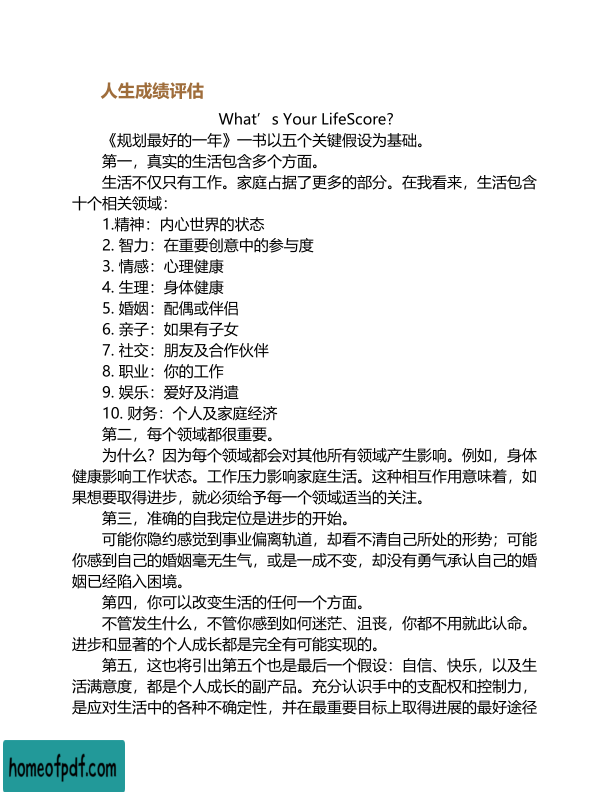 人生成绩评估
What's Your LifeScore?
《规划最好的一年》一书以五个关键假设为基础。
第一，真实的生活包含多个方面。
生活不仅只有工作。家庭占据了更多的部分。在我看来，生活包含
十个相关领域：
1.精神：内心世界的状态
2. 智力：在重要创意中的参与度
3. 情感：心理健康
4. 生理：身体健康
5. 婚姻：配偶或伴侣
6. 亲子：如果有子女
7. 社交：朋友及合作伙伴
8. 职业：你的工作
9. 娱乐：爱好及消遣
10. 财务：个人及家庭经济
第二，每个领域都很重要。
为什么？因为每个领域都会对其他所有领域产生影响。例如，身体
健康影响工作状态。工作压力影响家庭生活。这种相互作用意味着，如
果想要取得进步，就必须给予每一个领域适当的关注。
第三，准确的自我定位是进步的开始。
可能你隐约感觉到事业偏离轨道，却看不清自己所处的形势；可能
你感到自己的婚姻毫无生气，或是一成不变，却没有勇气承认自己的婚
姻已经陷入困境。
第四，你可以改变生活的任何一个方面。
不管发生什么，不管你感到如何迷茫、沮丧，你都不用就此认命。
进步和显著的个人成长都是完全有可能实现的。
第五，这也将引出第五个也是最后一个假设：自信、快乐，以及生
活满意度，都是个人成长的副产品。充分认识手中的支配权和控制力，
是应对生活中的各种不确定性，并在最重要目标上取得进展的最好途径
homeofpdf.com